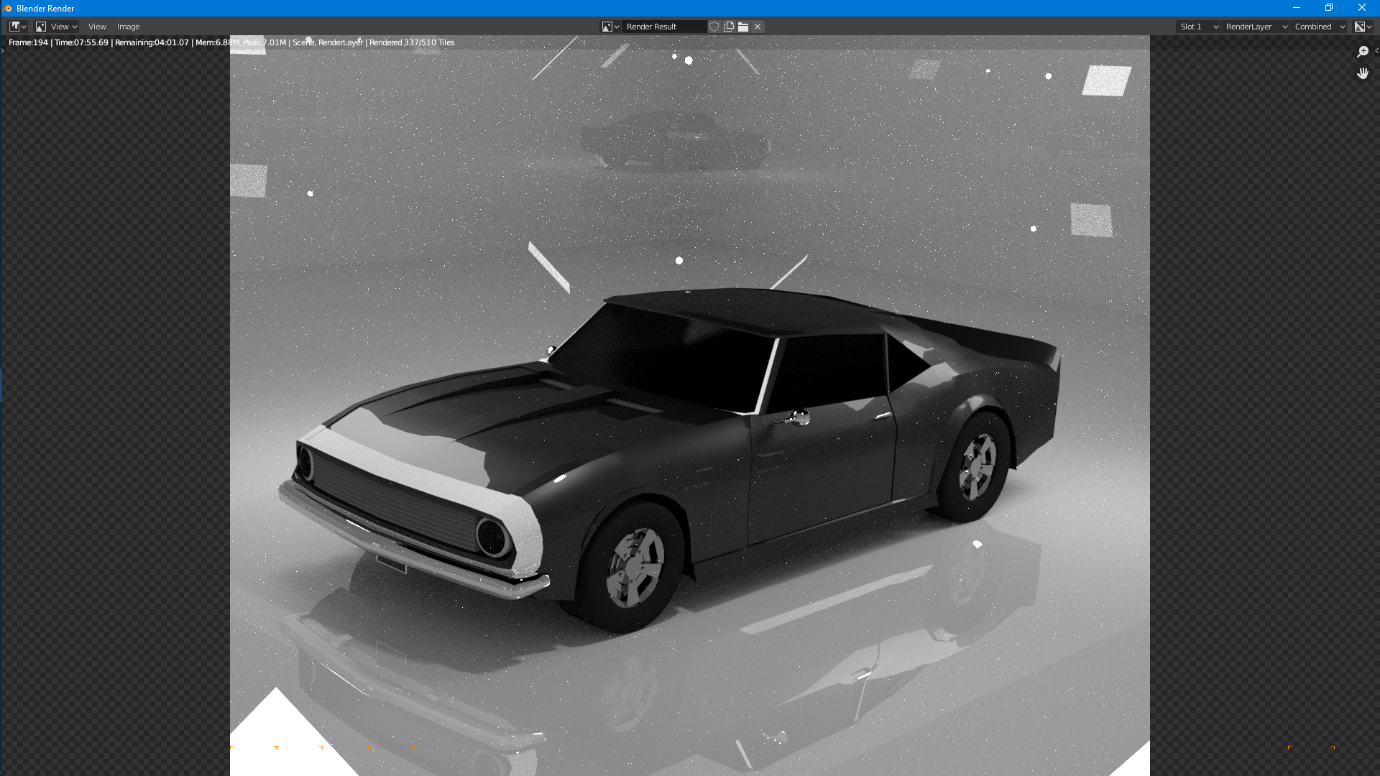 Blender Render
View View Image Render Result Slot 1 RenderLayer Combined
Frame:194 | Time:07:55.69 | Remaining:04:01.07 | Mem:6.88M, Peak:7.01M | Scene, RenderLayer | Rendered 337/510 Tiles